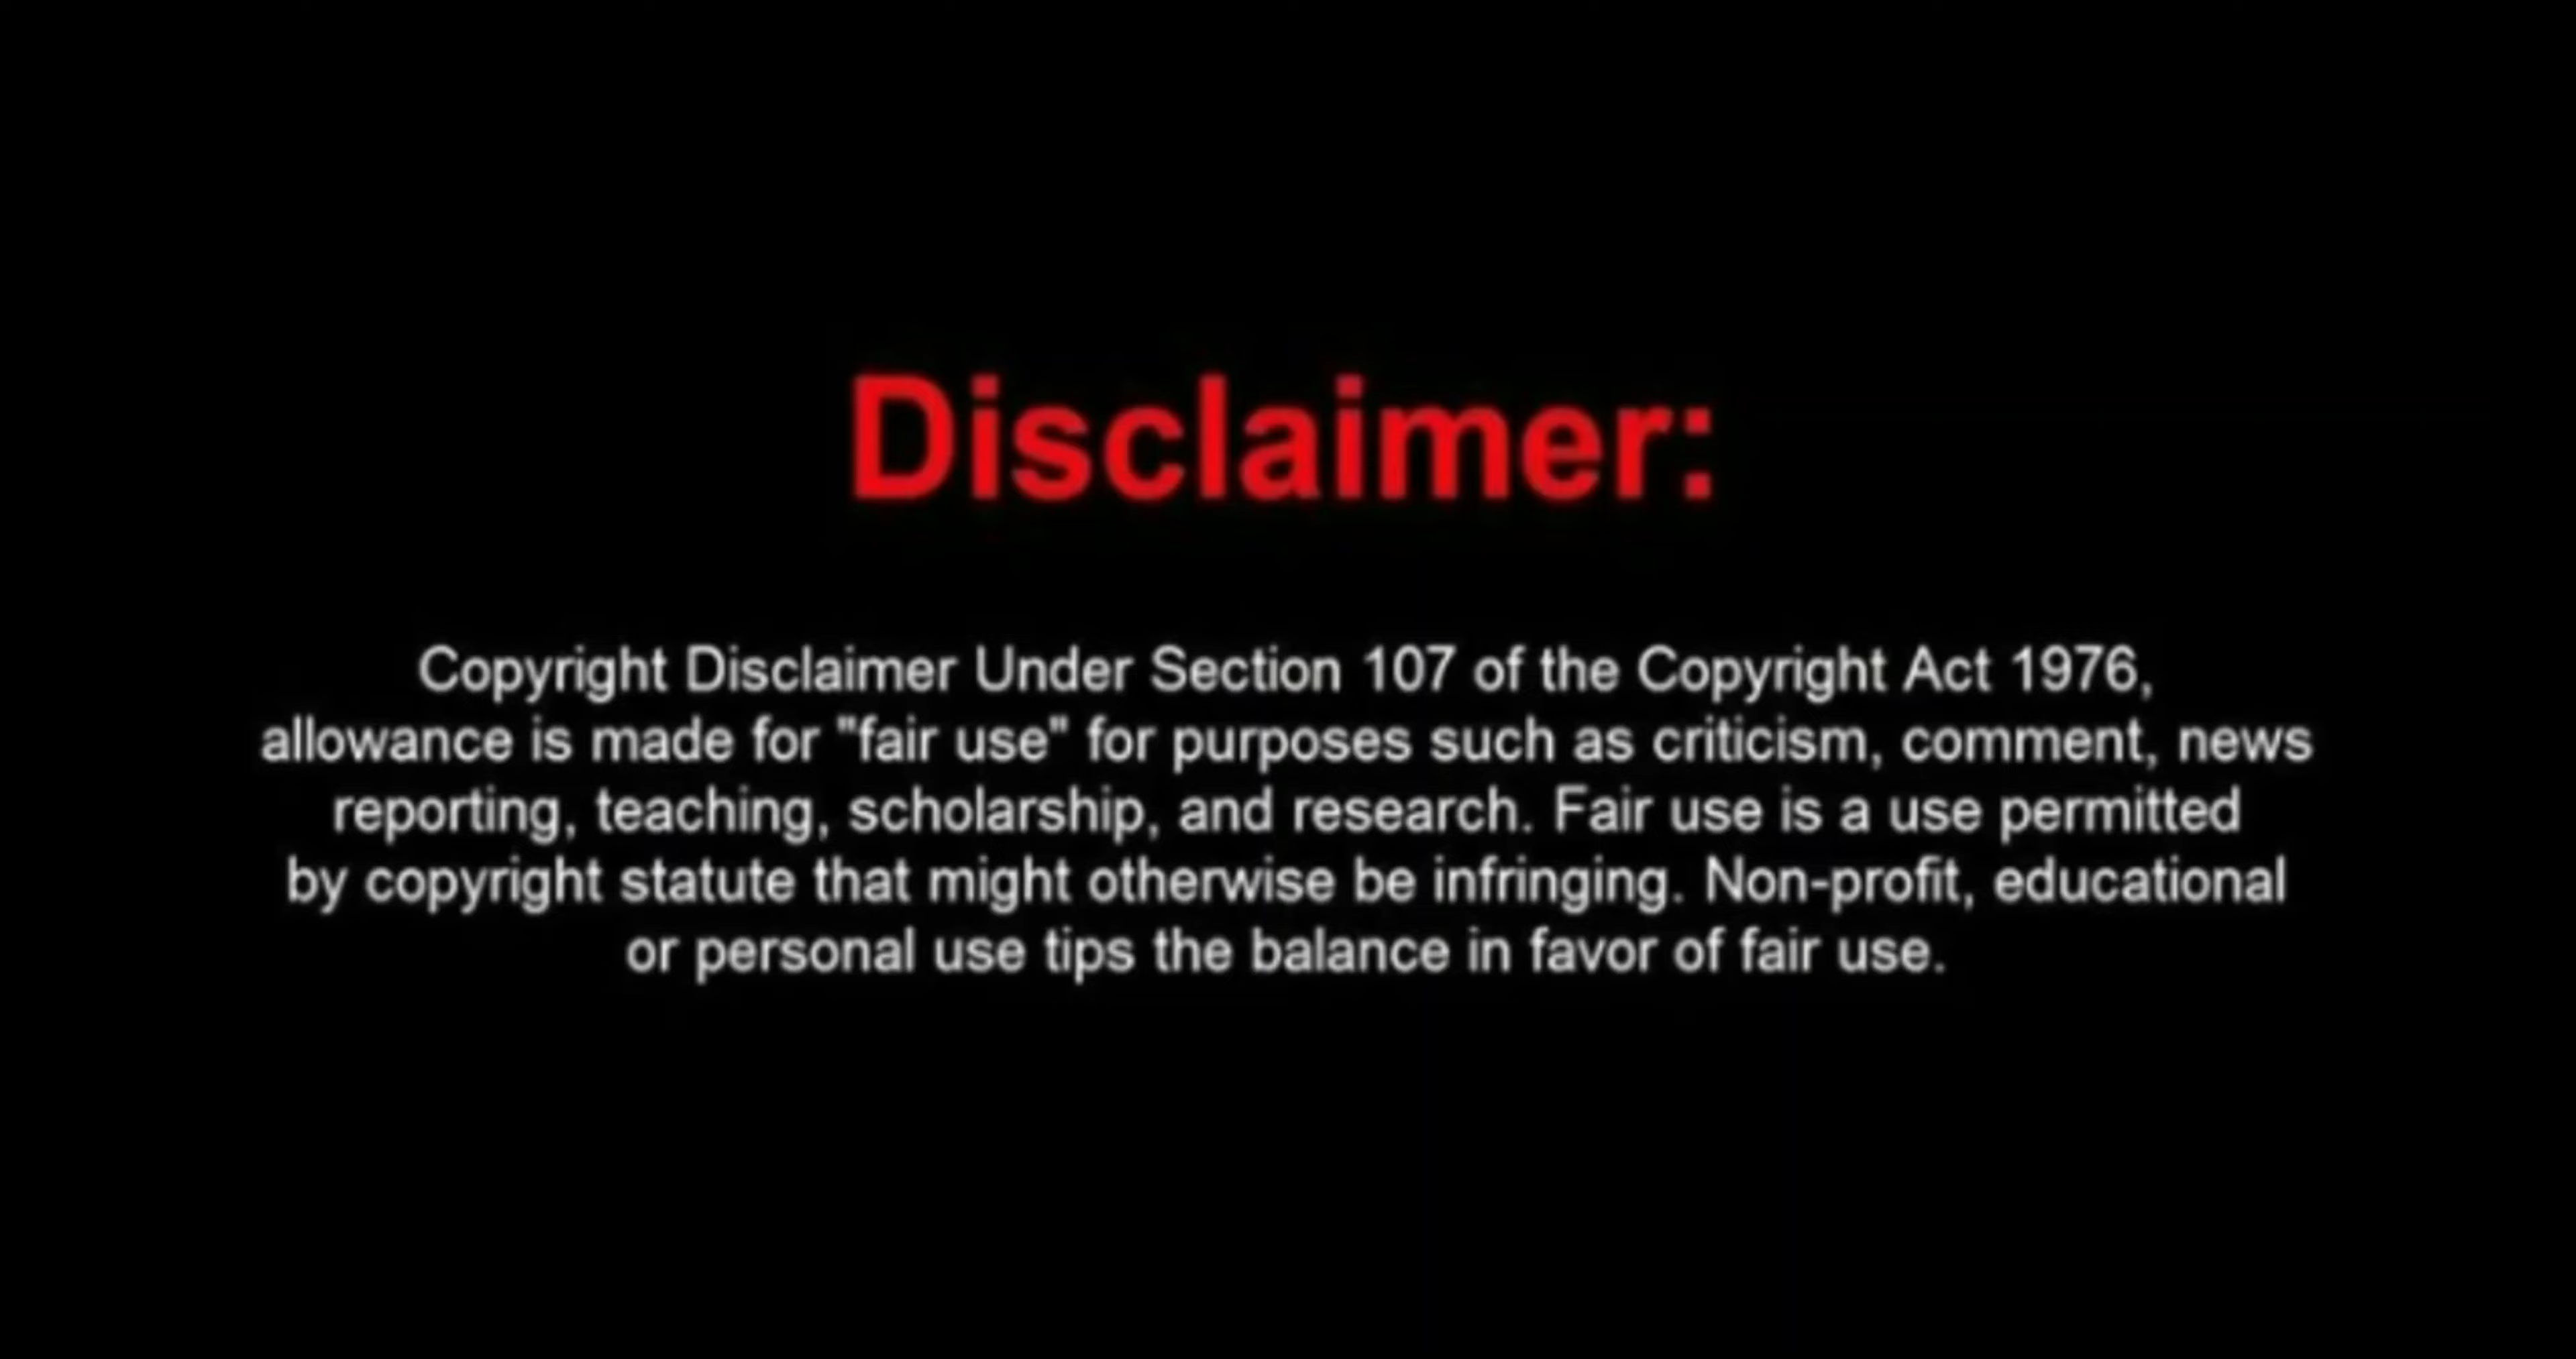 Disclaimer:
Copyright Disclaimer Under Section 107 of the Copyright Act 1976,
allowance is made for "fair use" for purposes such as criticism, comment, news
reporting, teaching, scholarship, and research. Fair use is a use permitted
by copyright statute that might otherwise be infringing. Non-profit, educational
or personal use tips the balance in favor of fair use.